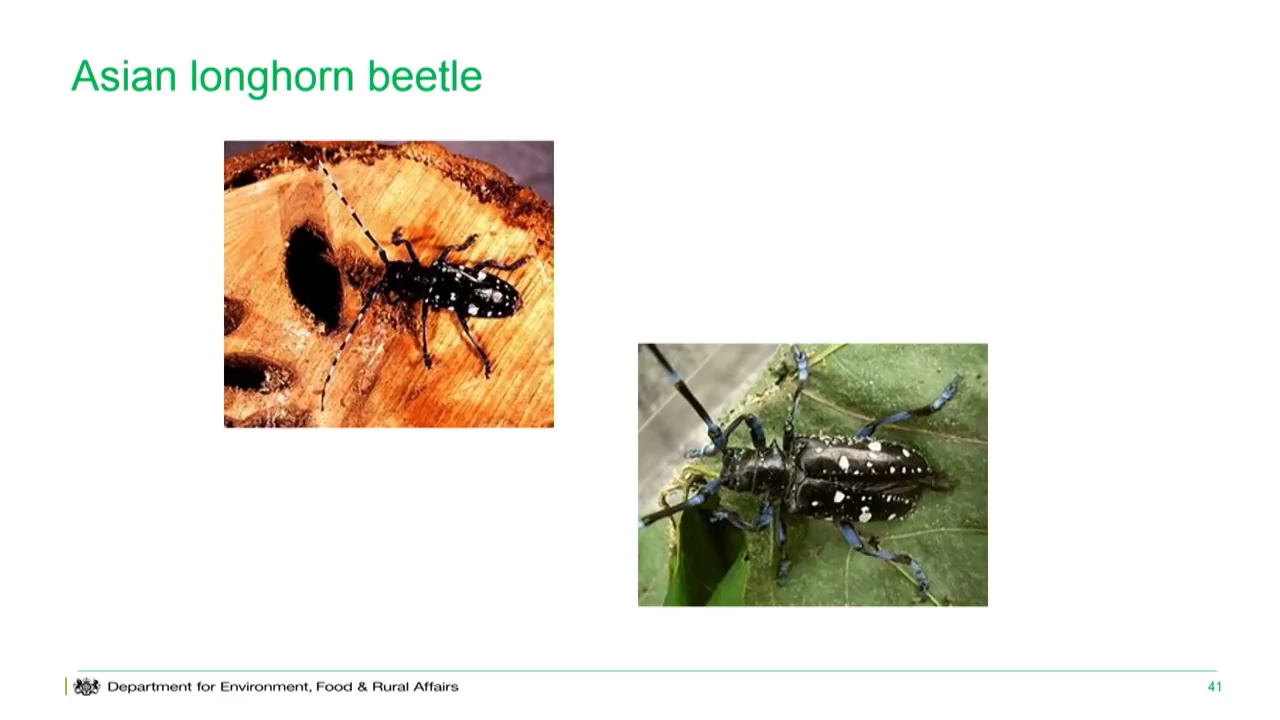 Asian longhorn beetle
Department for Environment, Food & Rural Affairs
41